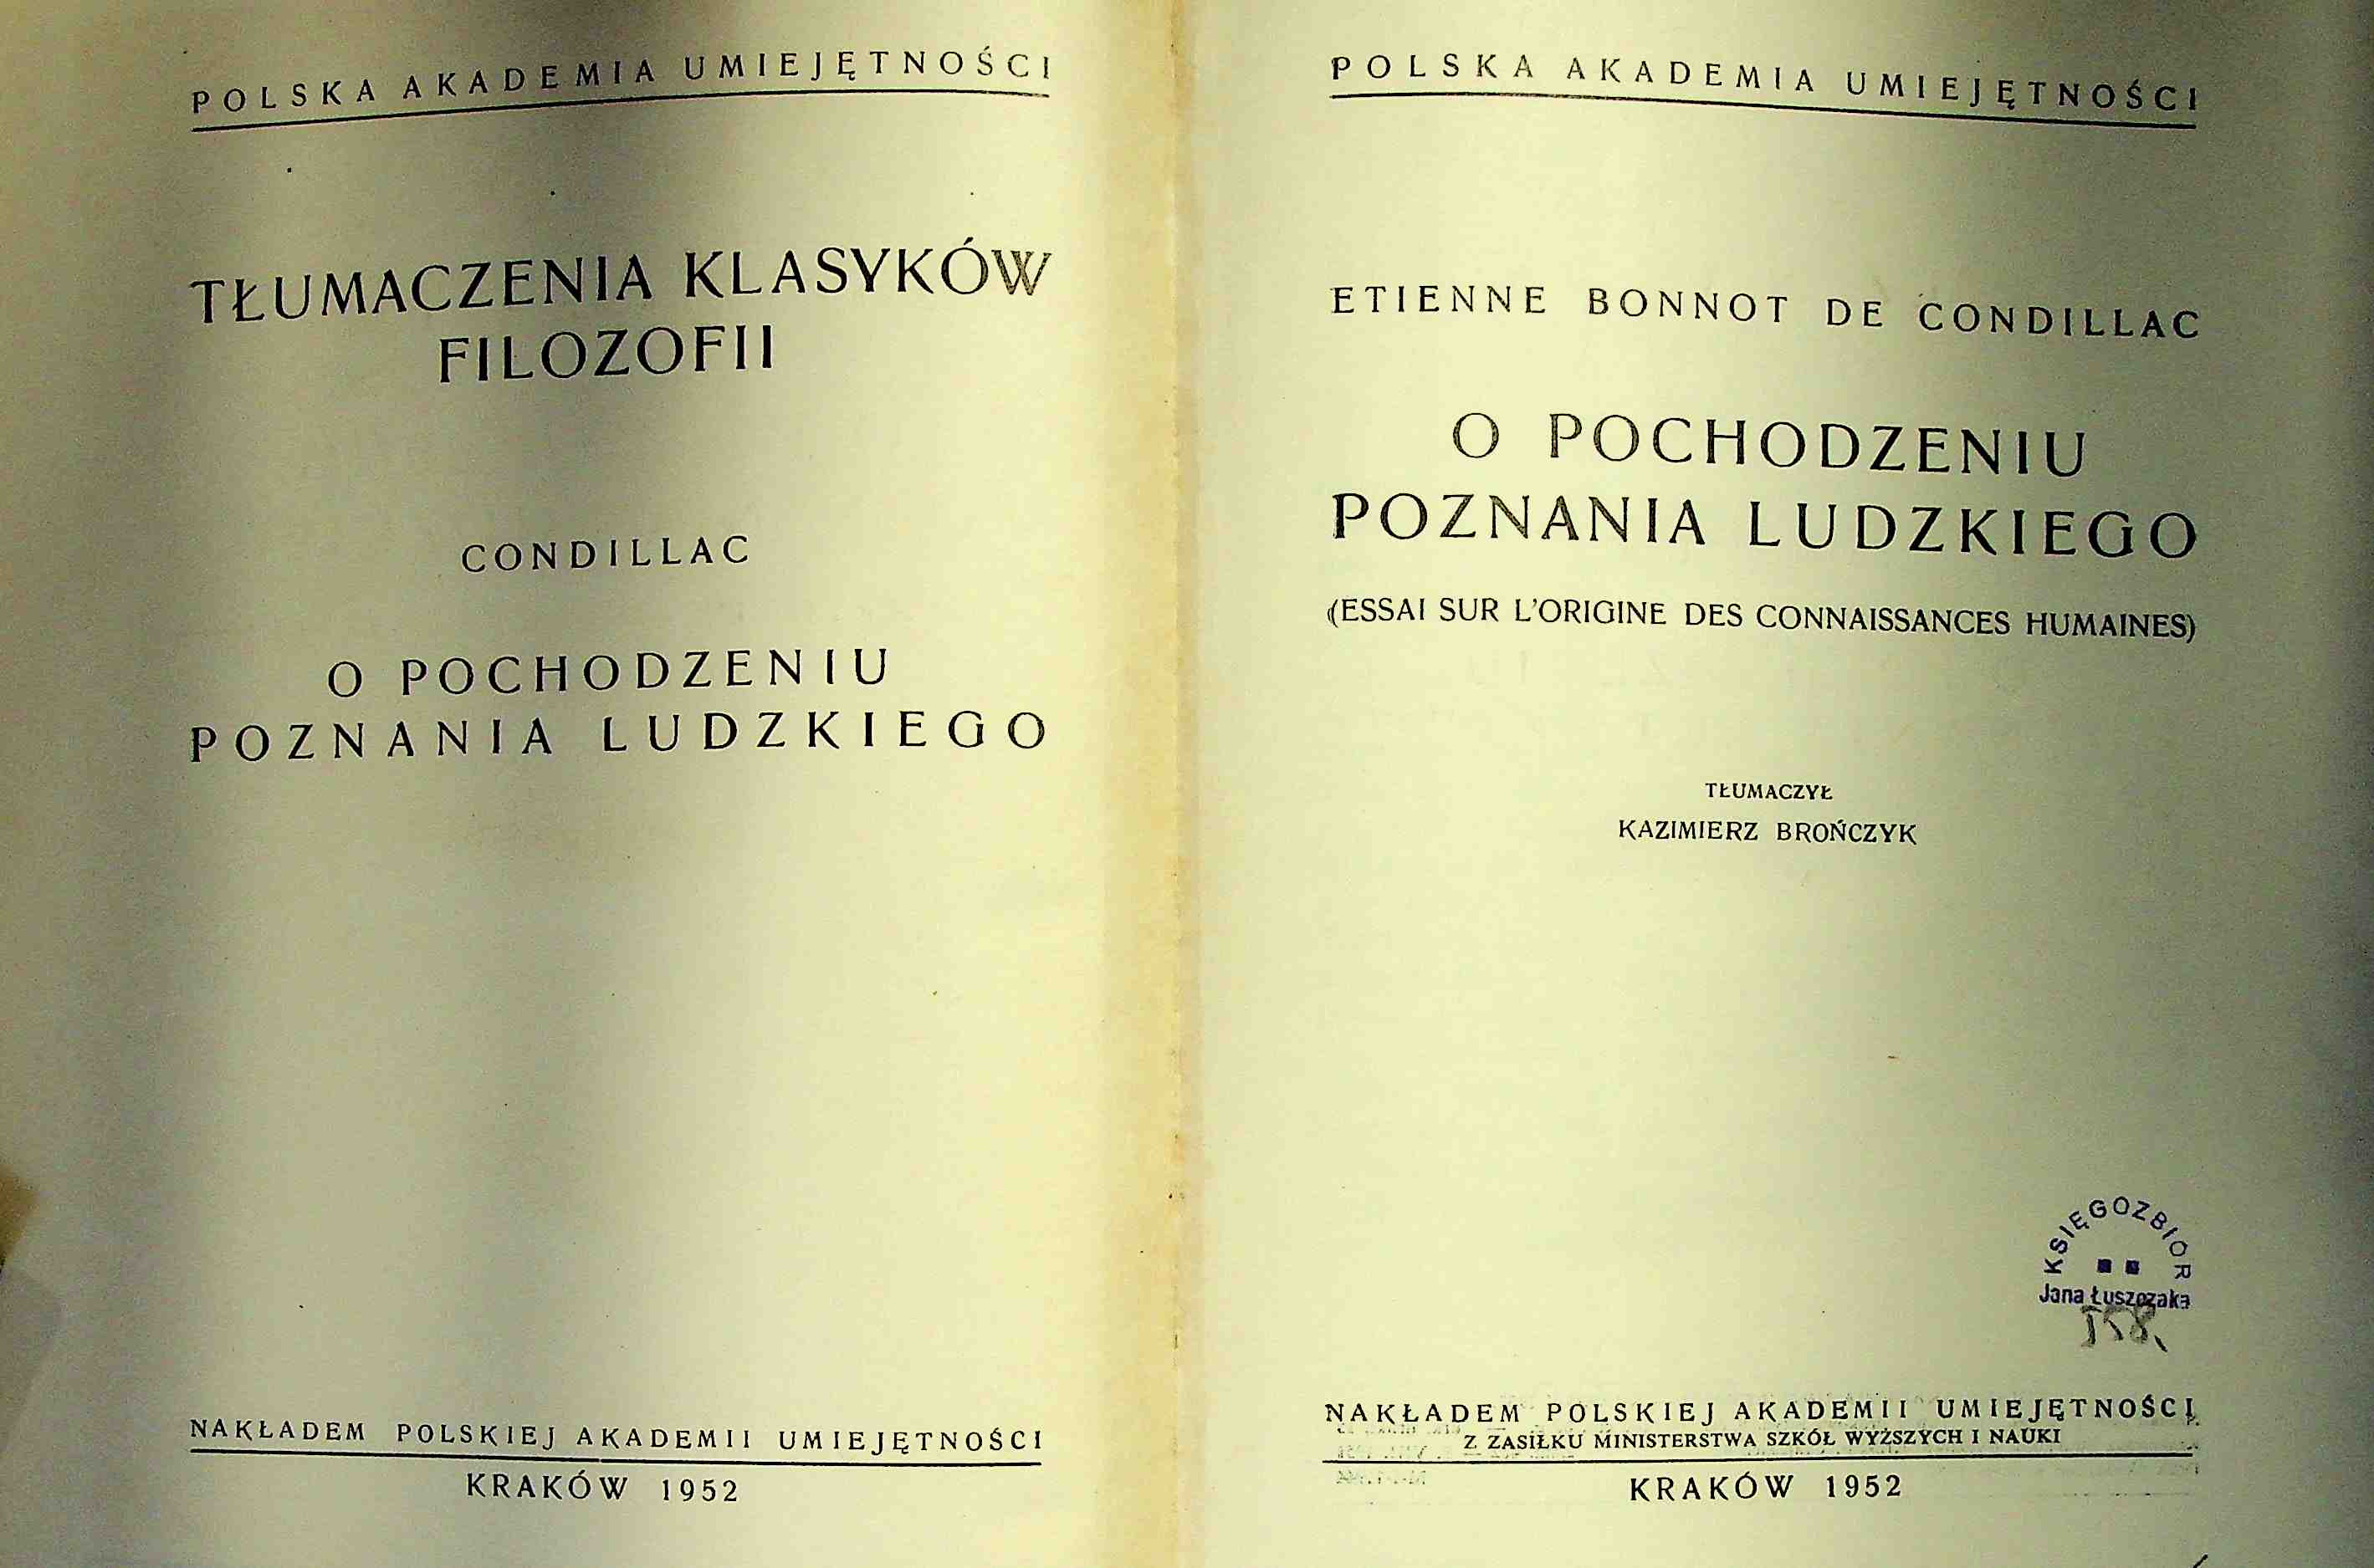 POLSKA AKADEMIA UMIEJĘTNOŚCI
TŁUMACZENIA KLASYKÓW
FILOZOFII
CONDILLAC
O POCHODZENIU
POZNANIA LUDZKIEGO
NAKŁADEM POLSKIEJ AKADEMII UMIEJĘTNOŚCI
KRAKÓW 1952
POLSKA AKADEMIA UMIEJĘTNOŚCI
ETIENNE BONNOT DE CONDILLAC
O POCHODZENIU
POZNANIA LUDZKIEGO
(ESSAI SUR L'ORIGINE DES CONNAISSANCES HUMAINES)
TŁUMACZYŁ
KAZIMIERZ BROŃCZYK
KSIĘGOZBIÓR
Jana Łuszczaka
NAKŁADEM POLSKIEJ AKADEMII UMIEJĘTNOŚCI
Z ZASIŁKU MINISTERSTWA SZKÓŁ WYŻSZYCH I NAUKI
KRAKÓW 1952